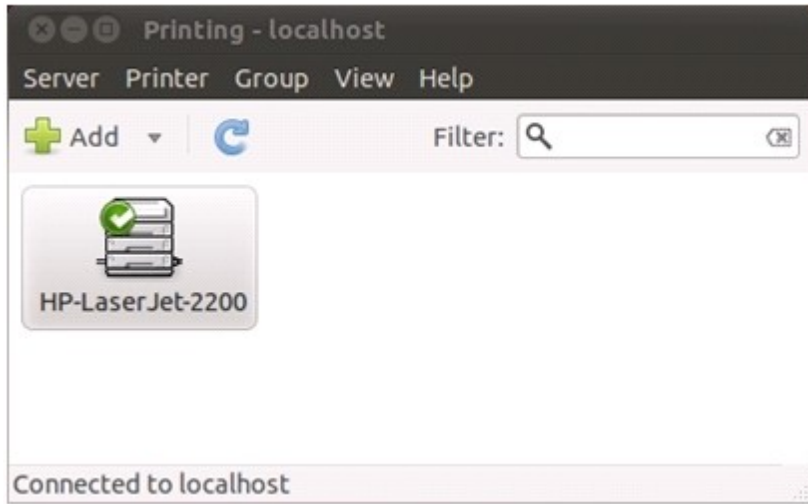 Printing - localhost
Server Printer Group View Help
Add Filter:
HP-LaserJet-2200
Connected to localhost